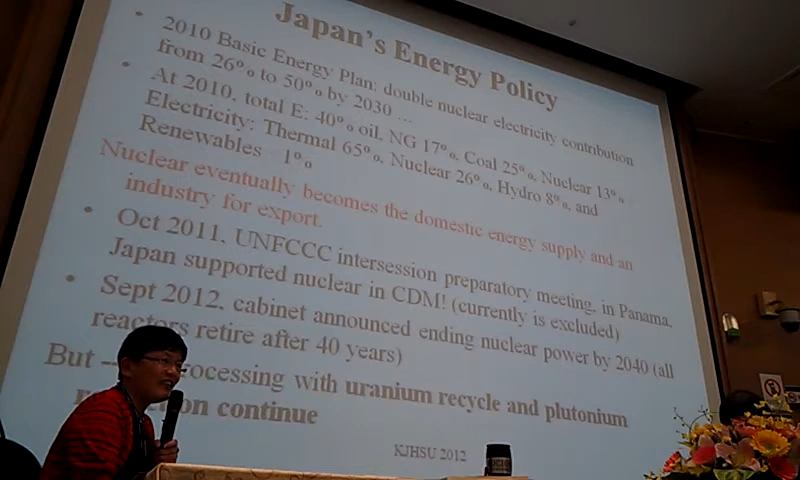 Japan's Energy Policy
• 2010 Basic Energy Plan: double nuclear electricity contribution
from 26% to 50% by 2030 ...
• At 2010, total E: 40% oil, NG 17%, Coal 25%, Nuclear 13%.
Electricity: Thermal 65%, Nuclear 26%, Hydro 8%, and
Renewables 1%
Nuclear eventually becomes the domestic energy supply and an
industry for export.
• Oct 2011, UNFCCC intersession preparatory meeting, in Panama,
Japan supported nuclear in CDM! (currently is excluded)
• Sept 2012, cabinet announced ending nuclear power by 2040 (all
reactors retire after 40 years)
But with uranium recycle and plutonium
continue
KJHSU 2012